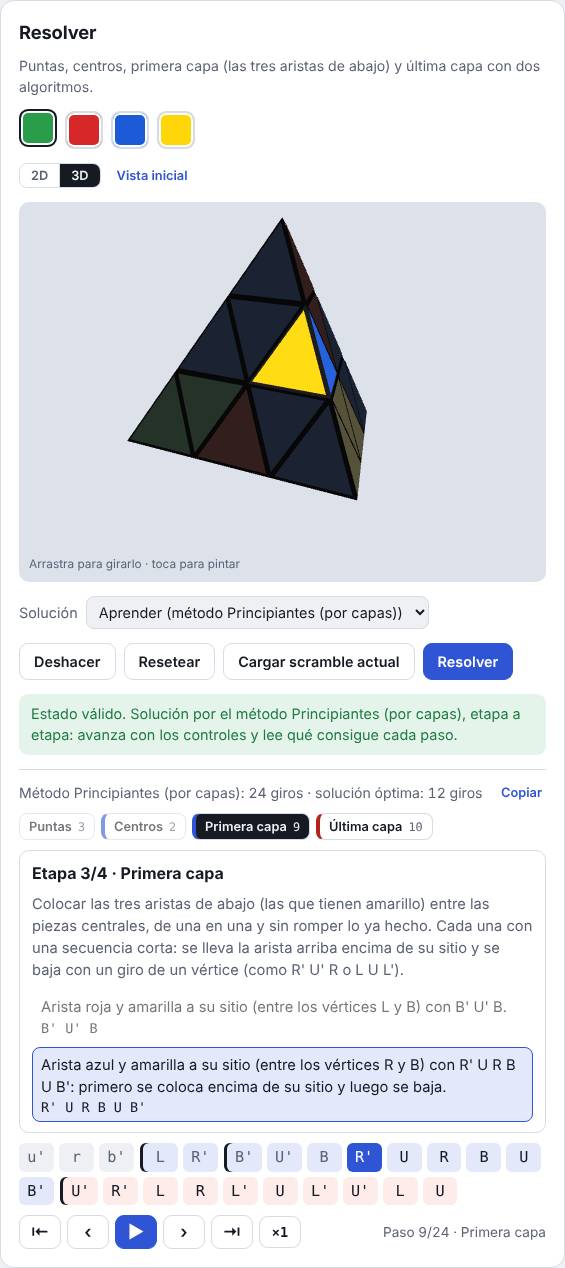 Resolver
Puntas, centros, primera capa (las tres aristas de abajo) y última capa con dos
algoritmos.
2D 3D Vista inicial
Arrastra para girarlo · toca para pintar
Solución Aprender (método Principiantes (por capas))
Deshacer Resetear Cargar scramble actual Resolver
Estado válido. Solución por el método Principiantes (por capas), etapa a
etapa: avanza con los controles y lee qué consigue cada paso.
Método Principiantes (por capas): 24 giros · solución óptima: 12 giros Copiar
Puntas 3 Centros 2 Primera capa 9 Última capa 10
Etapa 3/4 · Primera capa
Colocar las tres aristas de abajo (las que tienen amarillo) entre las
piezas centrales, de una en una y sin romper lo ya hecho. Cada una con
una secuencia corta: se lleva la arista arriba encima de su sitio y se
baja con un giro de un vértice (como R' U' R o L U L').
Arista roja y amarilla a su sitio (entre los vértices L y B) con B' U' B.
B' U' B
Arista azul y amarilla a su sitio (entre los vértices R y B) con R' U R B
U B': primero se coloca encima de su sitio y luego se baja.
R' U R B U B'
u' r b' L R' B' U' B R' U R B U
B' U' R' L R L' U L' U' L U
×1 Paso 9/24 · Primera capa